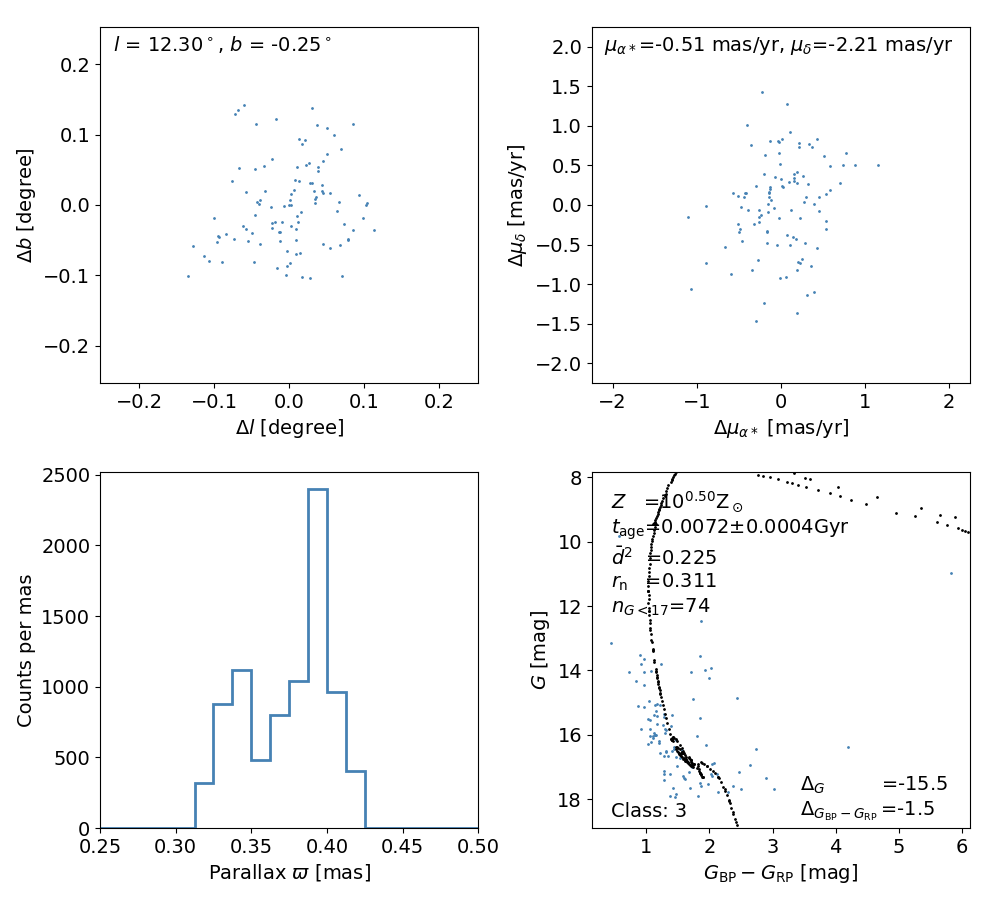 l = 12.30°, b = -0.25°
0.2
0.1
0.0
−0.1
−0.2
Δb [degree]
−0.2 −0.1 0.0 0.1 0.2
Δl [degree]
μα*=-0.51 mas/yr, μδ=-2.21 mas/yr
2.0
1.5
1.0
0.5
0.0
−0.5
−1.0
−1.5
−2.0
Δμδ [mas/yr]
−2 −1 0 1 2
Δμα* [mas/yr]
2500
2000
1500
1000
500
0
Counts per mas
0.25 0.30 0.35 0.40 0.45 0.50
Parallax ϖ [mas]
8
10
12
14
16
18
G [mag]
Z =10^0.50 Z⊙
t_age=0.0072±0.0004Gyr
d̄² =0.225
r_n =0.311
n_G<17=74
Δ_G =-15.5
Δ_GBP−GRP =-1.5
Class: 3
1 2 3 4 5 6
G_BP − G_RP [mag]